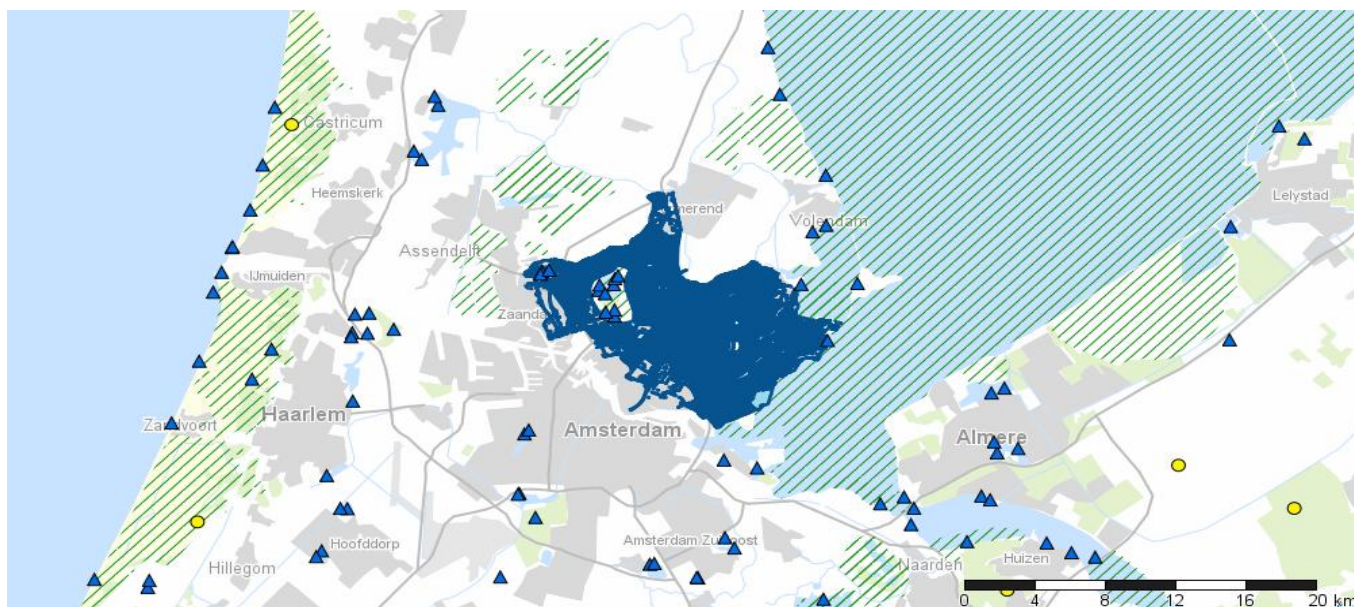 Castricum
Heemskerk
merend
Volendam
Lelystad
Assendelft
IJmuiden
Zaanda
Haarlem
Zandvoort
Amsterdam
Almere
Hoofddorp
Amsterdam Zuidoost
Hillegom
Naarden
Huizen
0 4 8 12 16 20 km